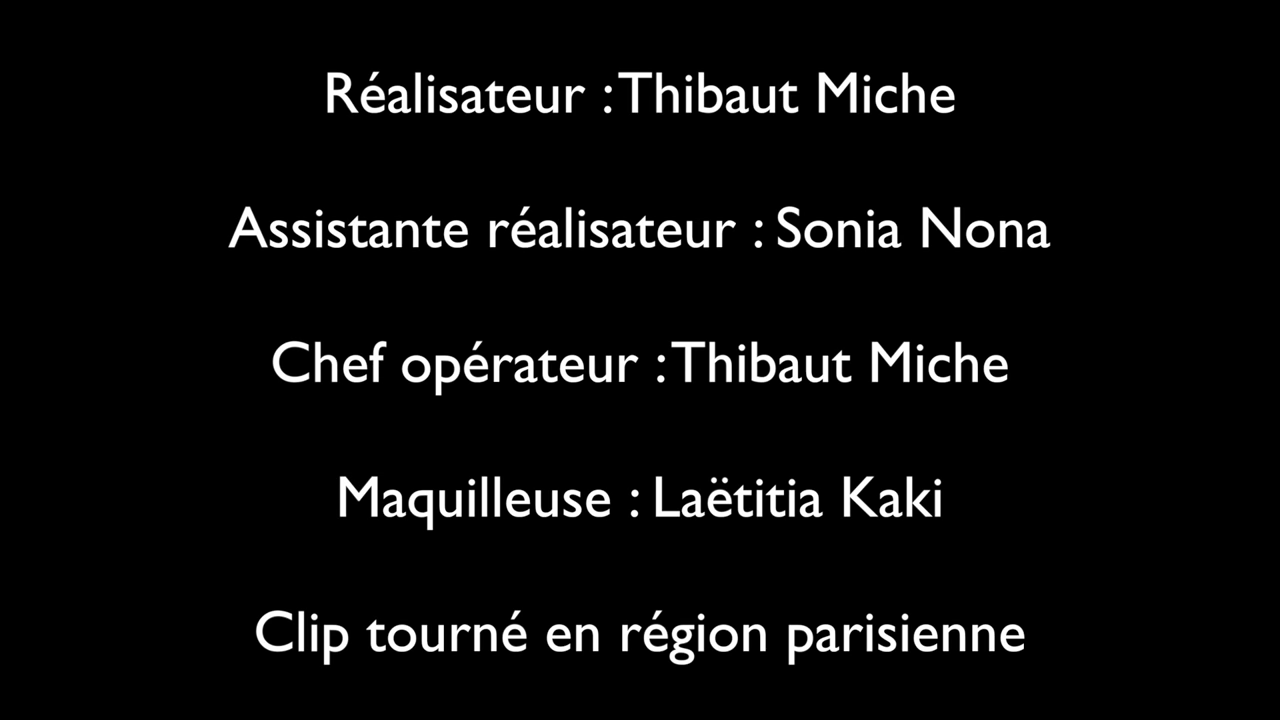 Réalisateur : Thibaut Miche
Assistante réalisateur : Sonia Nona
Chef opérateur : Thibaut Miche
Maquilleuse : Laëtitia Kaki
Clip tourné en région parisienne